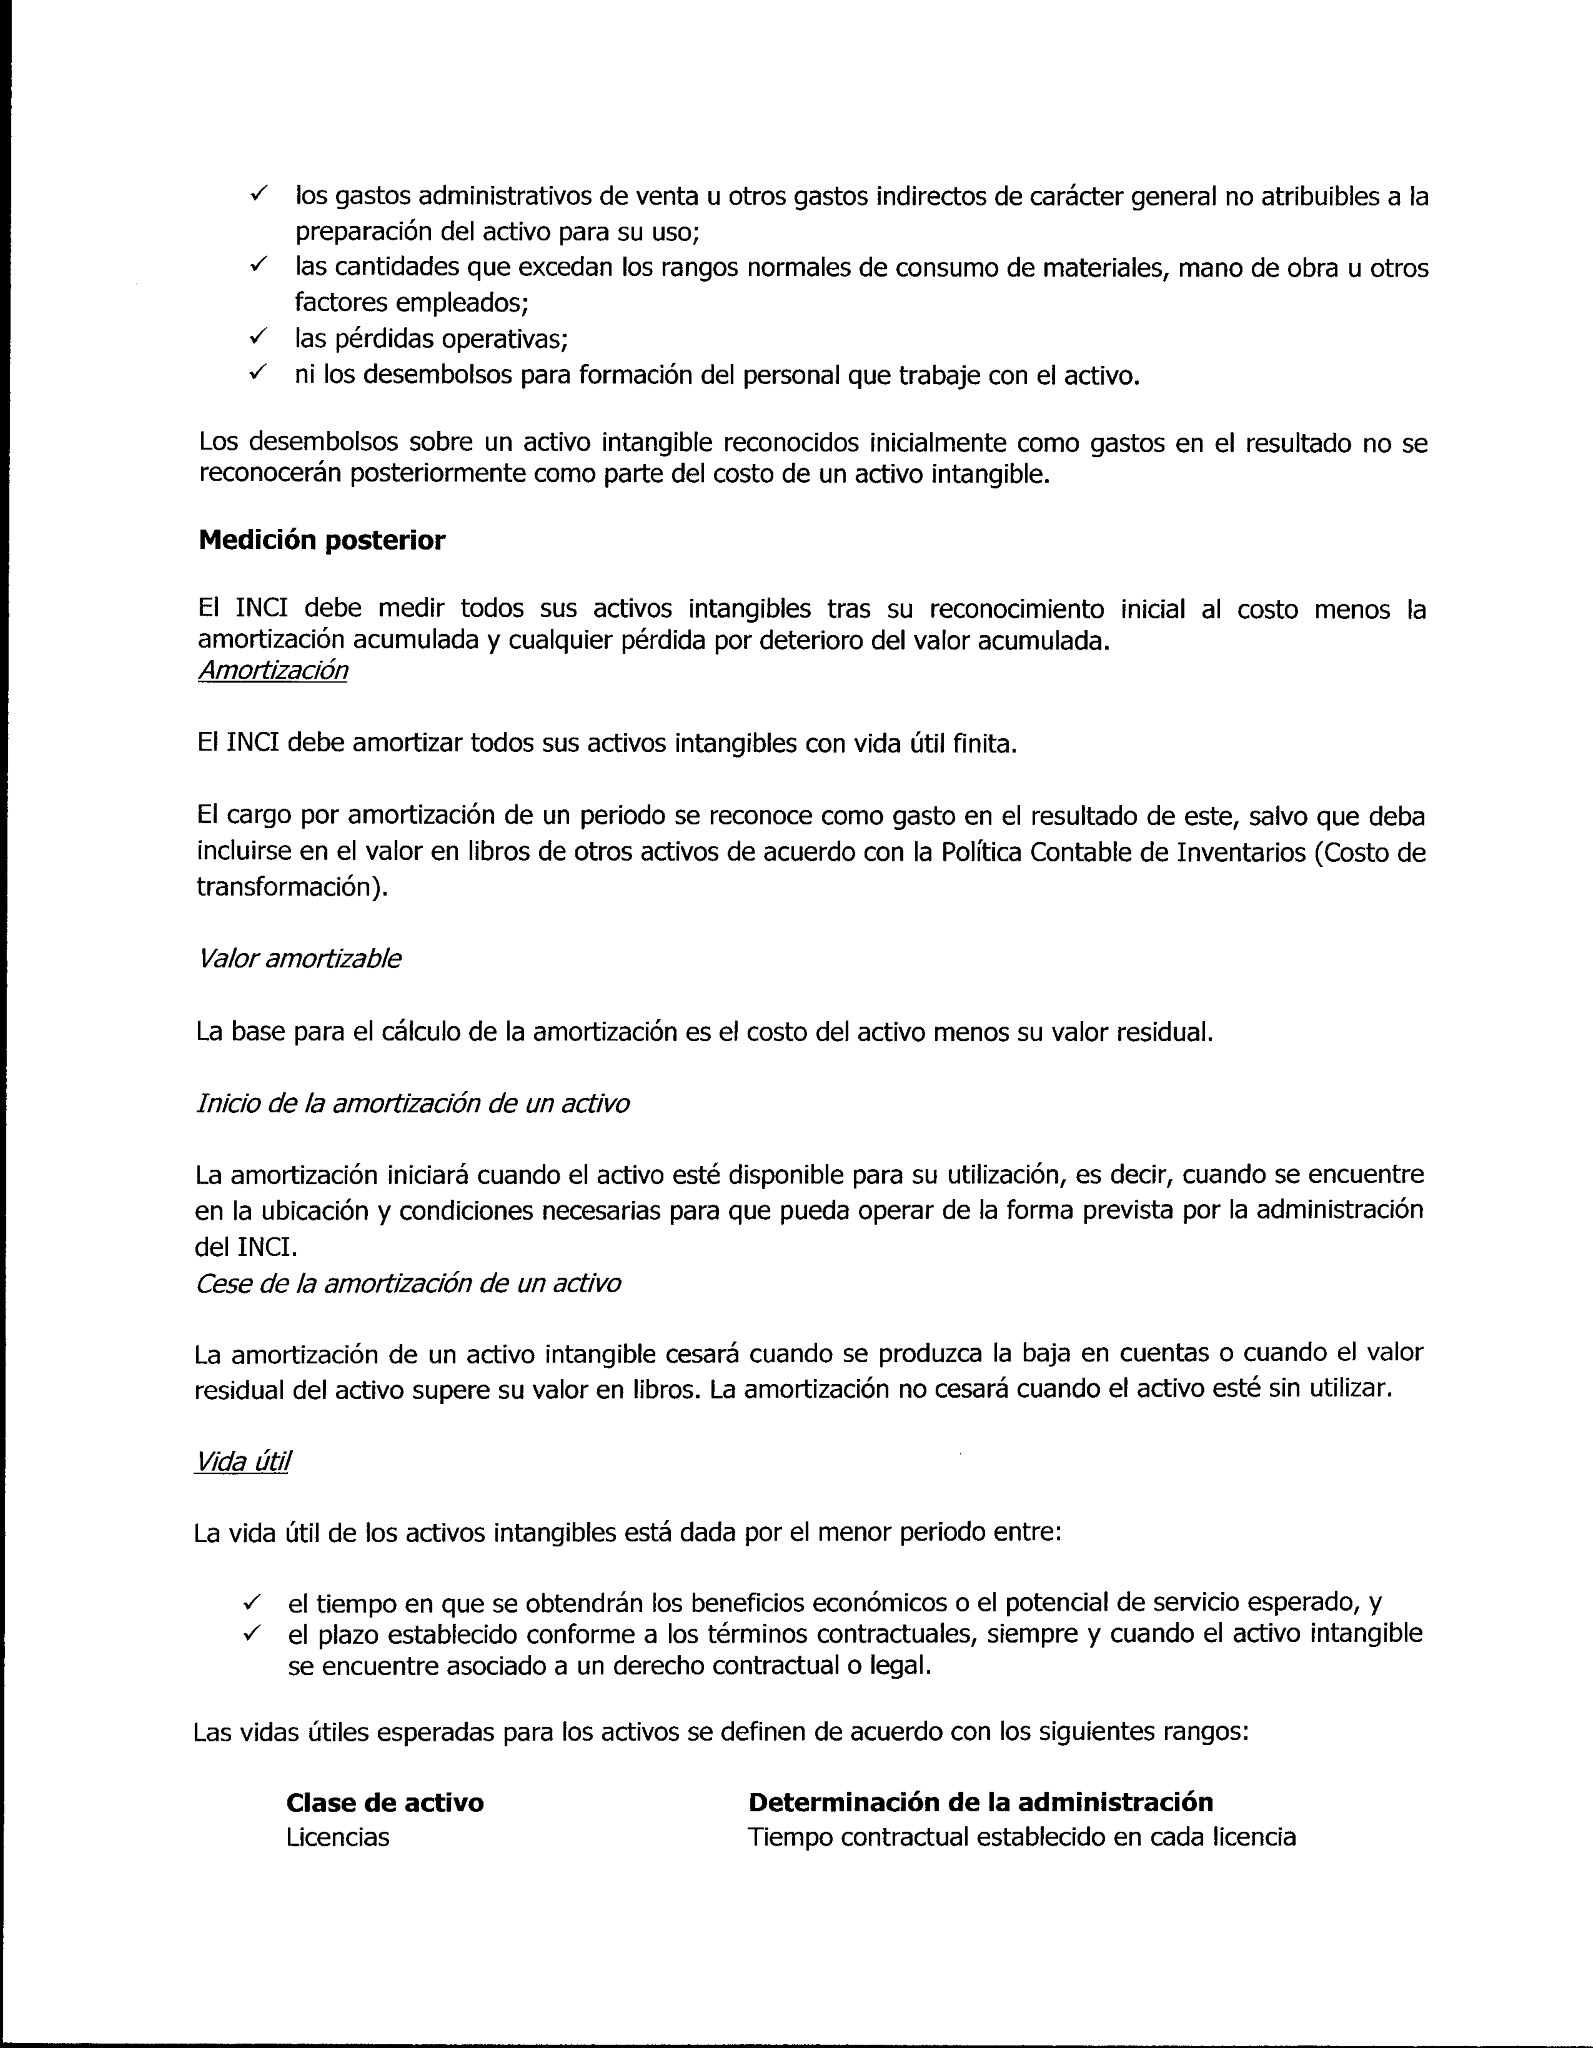 ✓ los gastos administrativos de venta u otros gastos indirectos de carácter general no atribuibles a la
preparación del activo para su uso;
✓ las cantidades que excedan los rangos normales de consumo de materiales, mano de obra u otros
factores empleados;
✓ las pérdidas operativas;
✓ ni los desembolsos para formación del personal que trabaje con el activo.
Los desembolsos sobre un activo intangible reconocidos inicialmente como gastos en el resultado no se
reconocerán posteriormente como parte del costo de un activo intangible.
Medición posterior
El INCI debe medir todos sus activos intangibles tras su reconocimiento inicial al costo menos la
amortización acumulada y cualquier pérdida por deterioro del valor acumulada.
Amortización
El INCI debe amortizar todos sus activos intangibles con vida útil finita.
El cargo por amortización de un periodo se reconoce como gasto en el resultado de este, salvo que deba
incluirse en el valor en libros de otros activos de acuerdo con la Política Contable de Inventarios (Costo de
transformación).
Valor amortizable
La base para el cálculo de la amortización es el costo del activo menos su valor residual.
Inicio de la amortización de un activo
La amortización iniciará cuando el activo esté disponible para su utilización, es decir, cuando se encuentre
en la ubicación y condiciones necesarias para que pueda operar de la forma prevista por la administración
del INCI.
Cese de la amortización de un activo
La amortización de un activo intangible cesará cuando se produzca la baja en cuentas o cuando el valor
residual del activo supere su valor en libros. La amortización no cesará cuando el activo esté sin utilizar.
Vida útil
La vida útil de los activos intangibles está dada por el menor periodo entre:
✓ el tiempo en que se obtendrán los beneficios económicos o el potencial de servicio esperado, y
✓ el plazo establecido conforme a los términos contractuales, siempre y cuando el activo intangible
se encuentre asociado a un derecho contractual o legal.
Las vidas útiles esperadas para los activos se definen de acuerdo con los siguientes rangos:
Clase de activo Determinación de la administración
Licencias Tiempo contractual establecido en cada licencia